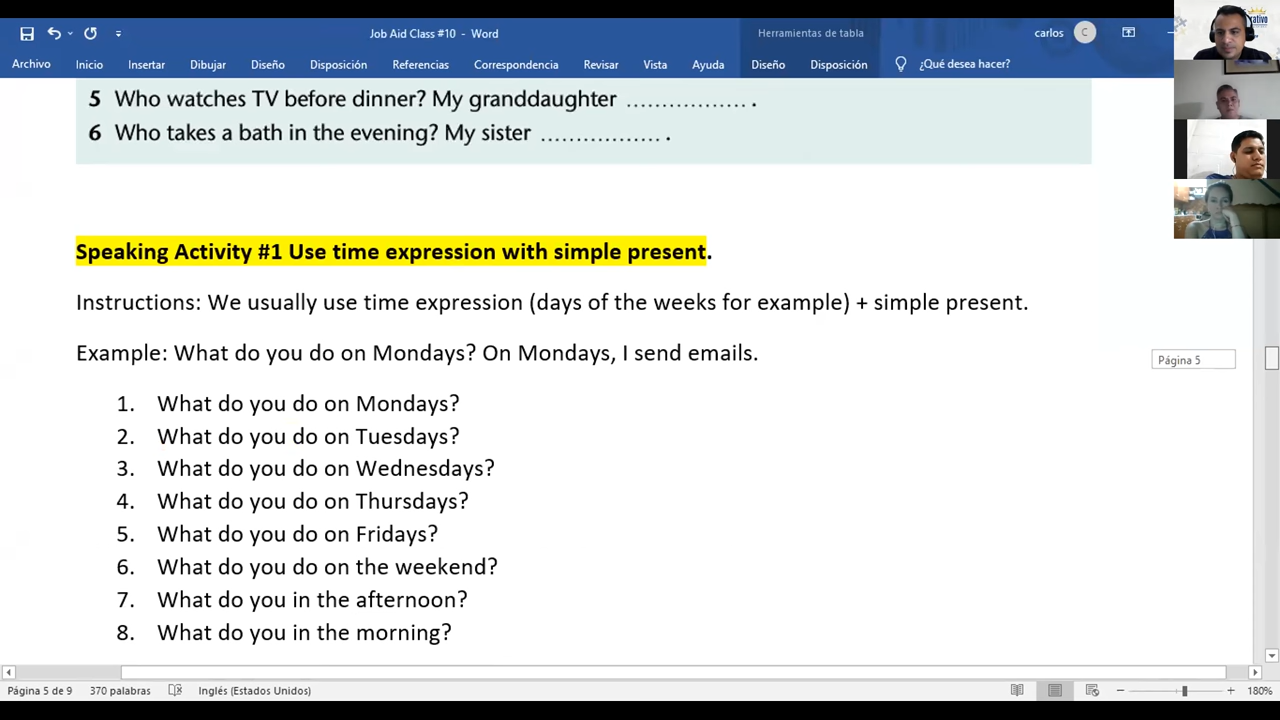 Job Aid Class #10 - Word
Herramientas de tabla
carlos
C
Archivo
Inicio
Insertar
Dibujar
Diseño
Disposición
Referencias
Correspondencia
Revisar
Vista
Ayuda
Diseño
Disposición
¿Qué desea hacer?
5 Who watches TV before dinner? My granddaughter ................. .
6 Who takes a bath in the evening? My sister ................. .
Speaking Activity #1 Use time expression with simple present.
Instructions: We usually use time expression (days of the weeks for example) + simple present.
Example: What do you do on Mondays? On Mondays, I send emails.
Página 5
1. What do you do on Mondays?
2. What do you do on Tuesdays?
3. What do you do on Wednesdays?
4. What do you do on Thursdays?
5. What do you do on Fridays?
6. What do you do on the weekend?
7. What do you in the afternoon?
8. What do you in the morning?
Página 5 de 9
370 palabras
Inglés (Estados Unidos)
180%